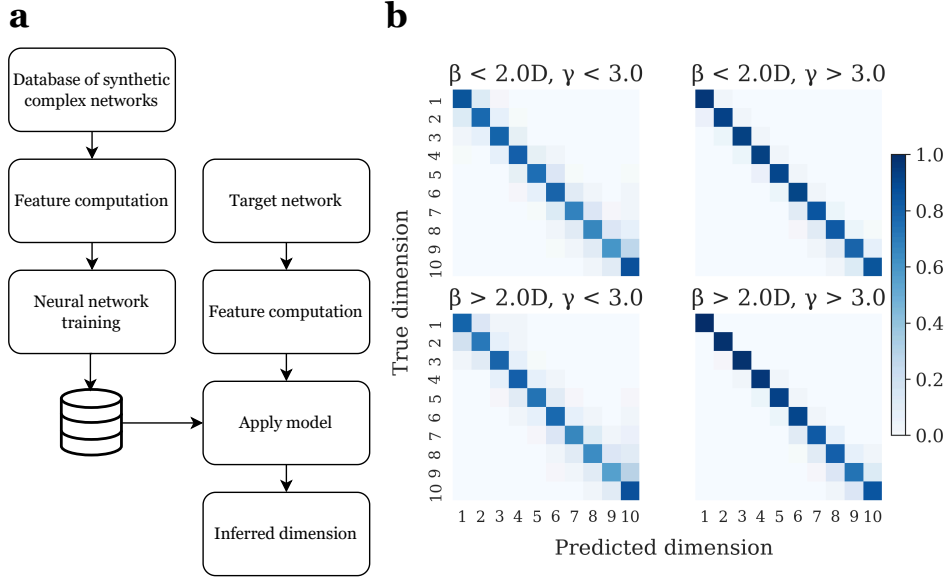 a
Database of synthetic
complex networks
Feature computation
Neural network
training
Target network
Feature computation
Apply model
Inferred dimension
b
β < 2.0D, γ < 3.0
1
2
3
4
5
6
7
8
9
10
β < 2.0D, γ > 3.0
β > 2.0D, γ < 3.0
1
2
3
4
5
6
7
8
9
10
1 2 3 4 5 6 7 8 9 10
β > 2.0D, γ > 3.0
1 2 3 4 5 6 7 8 9 10
True dimension
Predicted dimension
1.0
0.8
0.6
0.4
0.2
0.0